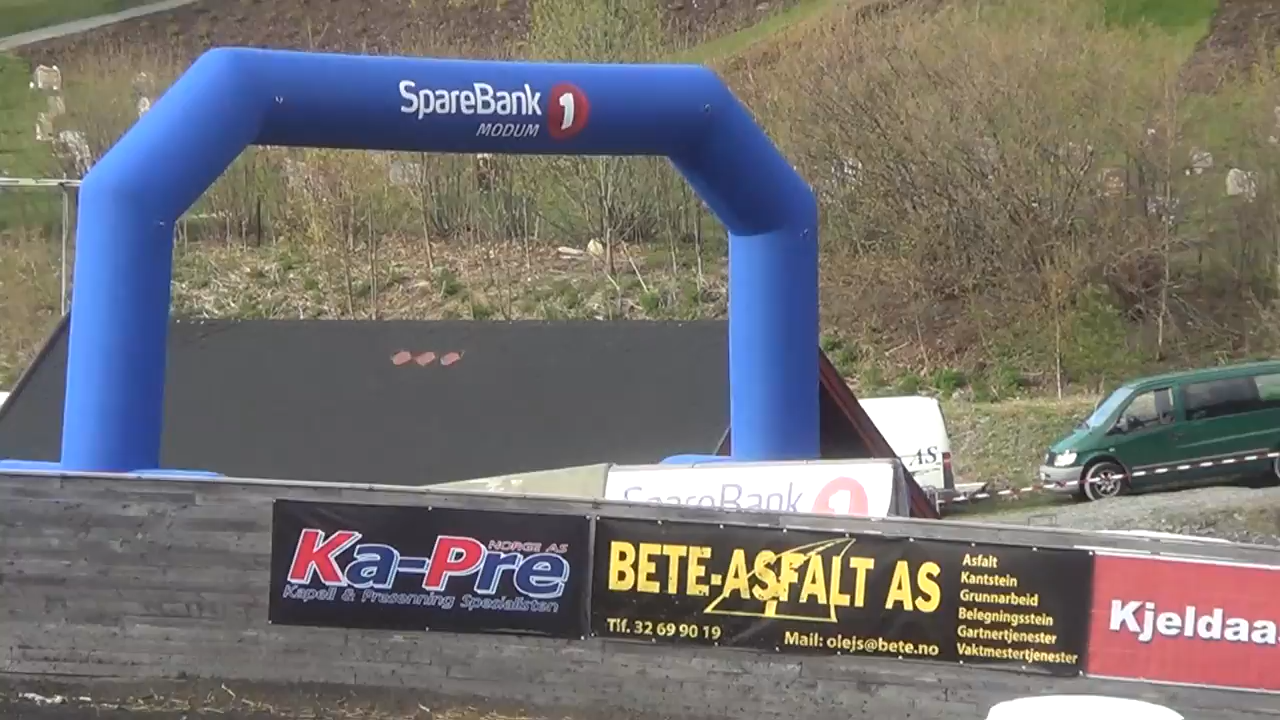 SpareBank 1
MODUM
AS
SpareBank 1
Ka-Pre
NORGE AS
Kapell & Presenning Spesialisten
BETE-ASFALT AS
Tlf. 32 69 90 19
Mail: olejs@bete.no
Asfalt
Kantstein
Grunnarbeid
Belegningsstein
Gartnertjenester
Vaktmestertjenester
Kjeldaa